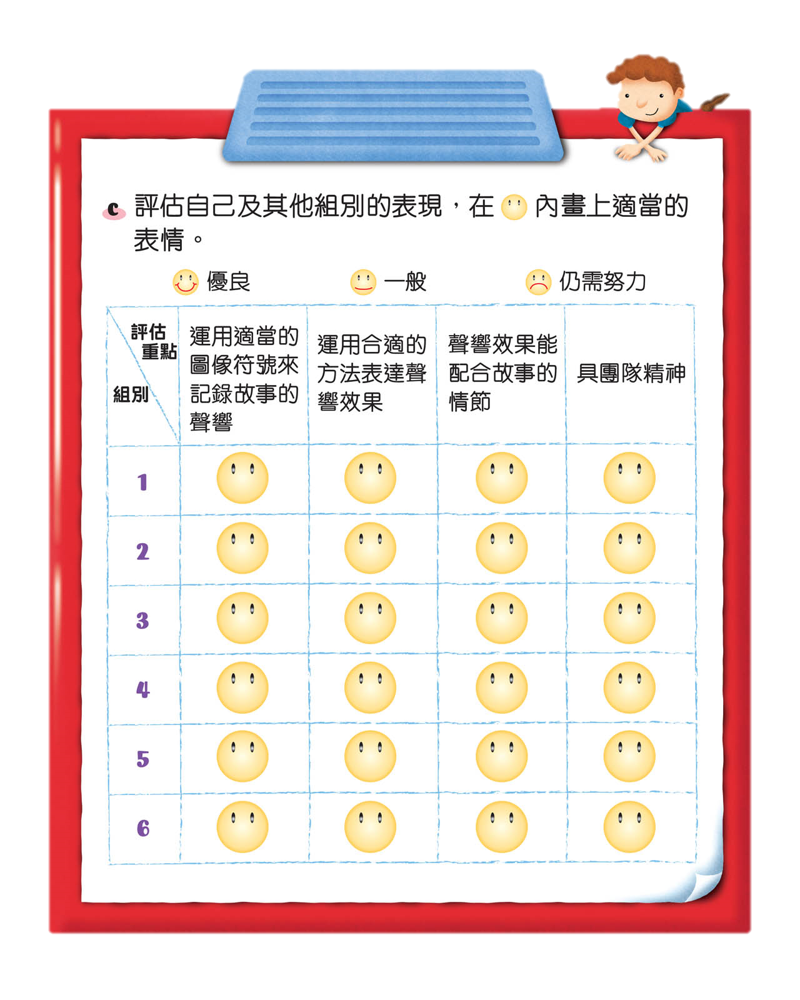 c 評估自己及其他組別的表現，在 內畫上適當的
表情。
優良 一般 仍需努力
評估
重點
組別
運用適當的
圖像符號來
記錄故事的
聲響
運用合適的
方法表達聲
響效果
聲響效果能
配合故事的
情節
具團隊精神
1
2
3
4
5
6